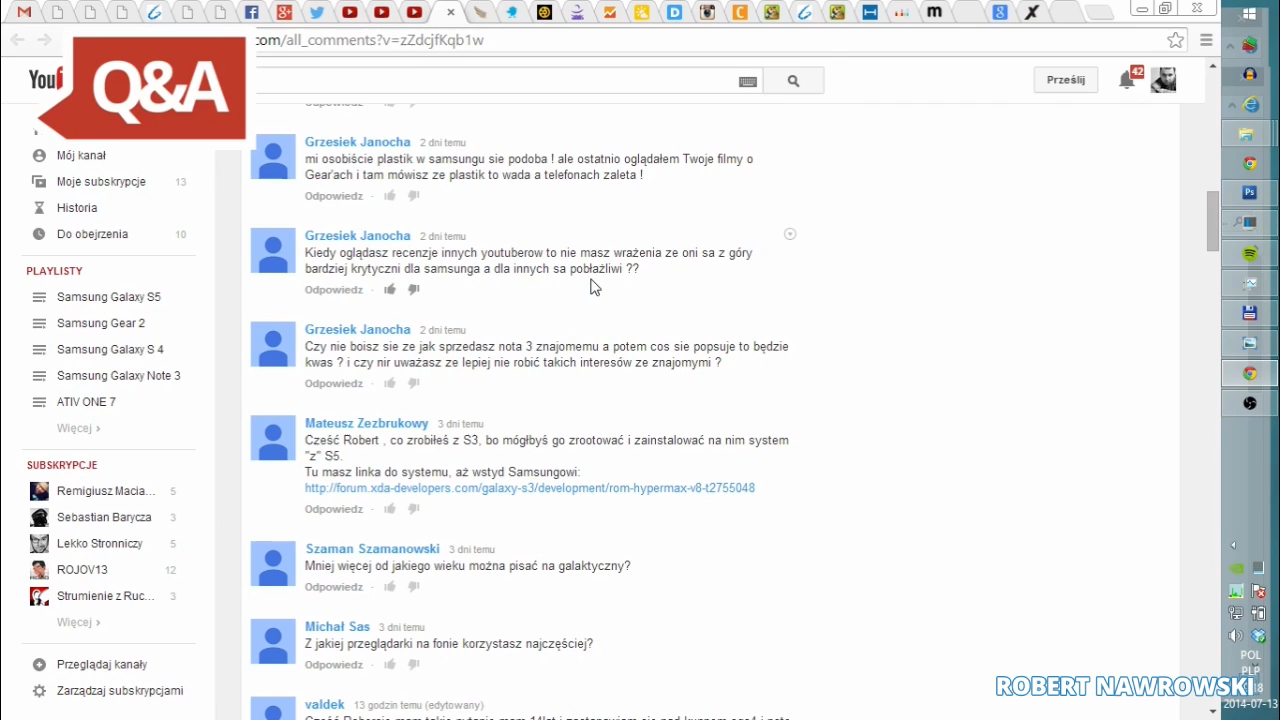 com/all_comments?v=zZdcjfKqb1w
You
Q&A
Prześlij
42
Odpowiedz
Mój kanał
Moje subskrypcje 13
Historia
Do obejrzenia 10
PLAYLISTY
Samsung Galaxy S5
Samsung Gear 2
Samsung Galaxy S 4
Samsung Galaxy Note 3
ATIV ONE 7
Więcej ›
SUBSKRYPCJE
Remigiusz Macia... 5
Sebastian Barycza 3
Lekko Stronniczy 5
ROJOV13 12
Strumienie z Ruc... 3
Więcej ›
Przeglądaj kanały
Zarządzaj subskrypcjami
Grzesiek Janocha 2 dni temu
mi osobiście plastik w samsungu sie podoba ! ale ostatnio oglądałem Twoje filmy o
Gear'ach i tam mówisz ze plastik to wada a telefonach zaleta !
Odpowiedz ·
Grzesiek Janocha 2 dni temu
Kiedy oglądasz recenzje innych youtuberow to nie masz wrażenia ze oni sa z góry
bardziej krytyczni dla samsunga a dla innych sa pobłażliwi ??
Odpowiedz ·
Grzesiek Janocha 2 dni temu
Czy nie boisz sie ze jak sprzedasz nota 3 znajomemu a potem cos sie popsuje to będzie
kwas ? i czy nir uważasz ze lepiej nie robić takich interesów ze znajomymi ?
Odpowiedz ·
Mateusz Zezbrukowy 3 dni temu
Cześć Robert , co zrobiłeś z S3, bo mógłbyś go zrootować i zainstalować na nim system
"z" S5.
Tu masz linka do systemu, aż wstyd Samsungowi:
http://forum.xda-developers.com/galaxy-s3/development/rom-hypermax-v8-t2755048
Odpowiedz ·
Szaman Szamanowski 3 dni temu
Mniej więcej od jakiego wieku można pisać na galaktyczny?
Odpowiedz ·
Michał Sas 3 dni temu
Z jakiej przeglądarki na fonie korzystasz najczęściej?
Odpowiedz ·
valdek 13 godzin temu (edytowany)
POL
PLP
ROBERT NAWROWSKI
2014-07-13